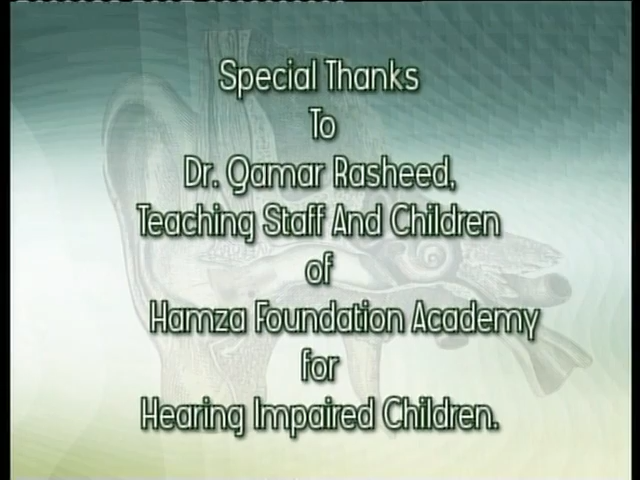 Special Thanks
To
Dr. Qamar Rasheed,
Teaching Staff And Children
of
Hamza Foundation Academy
for
Hearing Impaired Children.